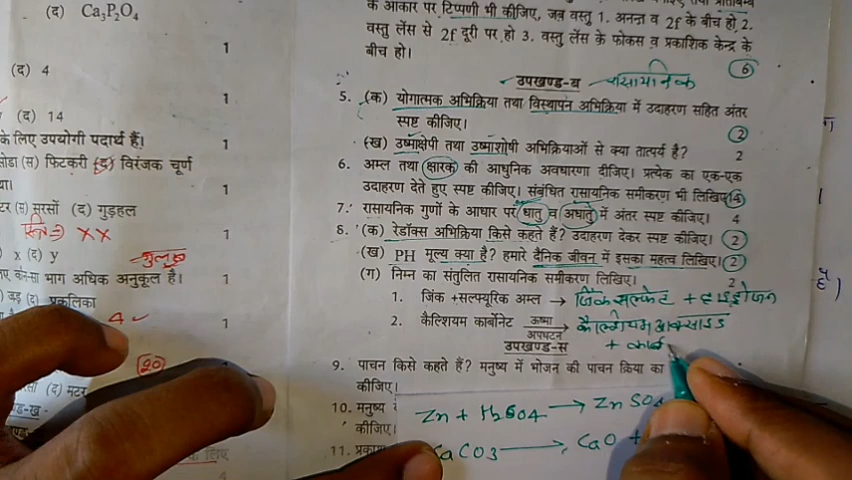 (द) Ca₃P₂O₄
1
(द) 4
1
(द) 14
1
के लिए उपयोगी पदार्थ हैं।
1
सोडा (स) फिटकरी (द) विरंजक चूर्ण
1
टर (स) सरसों (द) गुड़हल
XX
1
x (द) y
1
भाग अधिक अनुकूल है।
1
4
1
20
(द) मटर
के आकार पर टिप्पणी भी कीजिए, जब वस्तु 1. अनन्त व 2f के बीच हो 2.
वस्तु लेंस से 2f दूरी पर हो 3. वस्तु लेंस के फोकस व प्रकाशिक केन्द्र के
बीच हो।
6
उपखण्ड-ब रासायनिक
5. (क) योगात्मक अभिक्रिया तथा विस्थापन अभिक्रिया में उदाहरण सहित अंतर
स्पष्ट कीजिए।
2
(ख) उष्माक्षेपी तथा उष्माशोषी अभिक्रियाओं से क्या तात्पर्य है? 2
6. अम्ल तथा क्षारक की आधुनिक अवधारणा दीजिए। प्रत्येक का एक-एक
उदाहरण देते हुए स्पष्ट कीजिए। संबंधित रासायनिक समीकरण भी लिखिए। 4
7. रासायनिक गुणों के आधार पर धातु व अधातु में अंतर स्पष्ट कीजिए। 4
8. (क) रेडॉक्स अभिक्रिया किसे कहते हैं? उदाहरण देकर स्पष्ट कीजिए। 2
(ख) PH मूल्य क्या है? हमारे दैनिक जीवन में इसका महत्व लिखिए। 2
(ग) निम्न का संतुलित रासायनिक समीकरण लिखिए। 2
1. जिंक +सल्फ्यूरिक अम्ल → जिंक सल्फेट + हाइड्रोजन
2. कैल्शियम कार्बोनेट ऊष्मा अपघटन → कैल्शियम ऑक्साइड
+ कार्ब
उपखण्ड-स
9. पाचन किसे कहते हैं? मनुष्य में भोजन की पाचन क्रिया का
कीजिए।
10. मनुष्य
कीजिए।
11.
Zn + H₂SO₄ → ZnSO₄
CaCO₃ → CaO +